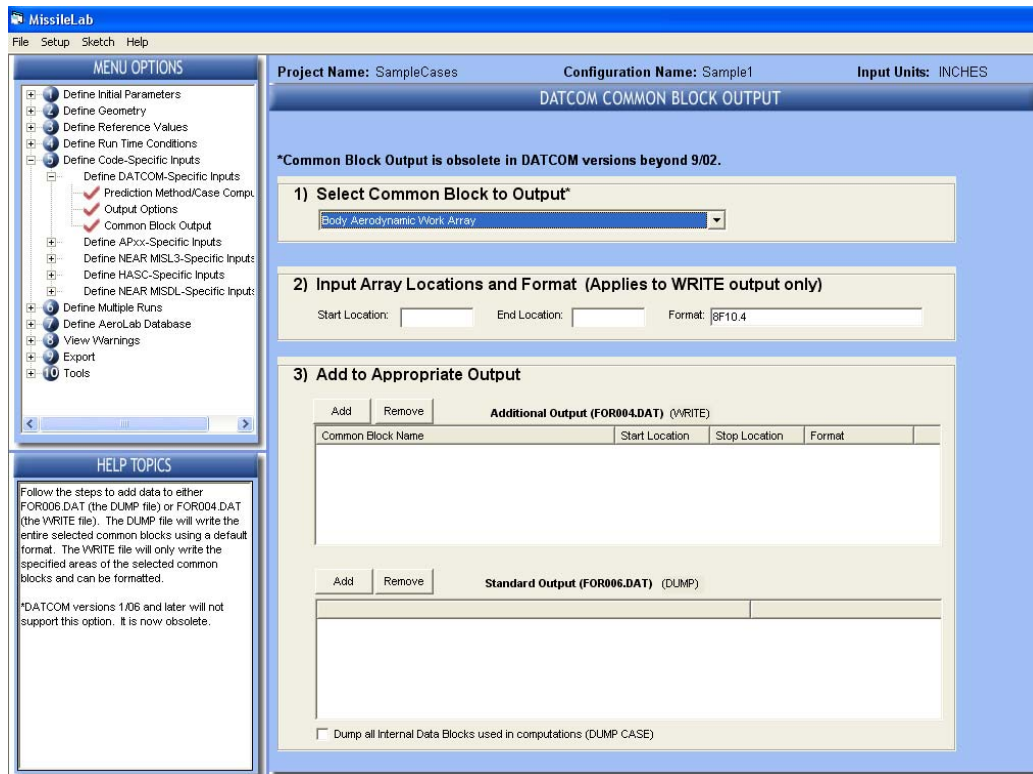 MissileLab
File Setup Sketch Help
MENU OPTIONS
1 Define Initial Parameters
2 Define Geometry
3 Define Reference Values
4 Define Run Time Conditions
5 Define Code-Specific Inputs
Define DATCOM-Specific Inputs
Prediction Method/Case Compu
Output Options
Common Block Output
Define APxx-Specific Inputs
Define NEAR MISL3-Specific Inputs
Define HASC-Specific Inputs
Define NEAR MISDL-Specific Inputs
6 Define Multiple Runs
7 Define AeroLab Database
8 View Warnings
9 Export
10 Tools
HELP TOPICS
Follow the steps to add data to either
FOR006.DAT (the DUMP file) or FOR004.DAT
(the WRITE file). The DUMP file will write the
entire selected common blocks using a default
format. The WRITE file will only write the
specified areas of the selected common
blocks and can be formatted.
*DATCOM versions 1/06 and later will not
support this option. It is now obsolete.
Project Name: SampleCases Configuration Name: Sample1 Input Units: INCHES
DATCOM COMMON BLOCK OUTPUT
*Common Block Output is obsolete in DATCOM versions beyond 9/02.
1) Select Common Block to Output*
Body Aerodynamic Work Array
2) Input Array Locations and Format (Applies to WRITE output only)
Start Location: End Location: Format: 8F10.4
3) Add to Appropriate Output
Add Remove Additional Output (FOR004.DAT) (WRITE)
Common Block Name Start Location Stop Location Format
Add Remove Standard Output (FOR006.DAT) (DUMP)
Dump all Internal Data Blocks used in computations (DUMP CASE)